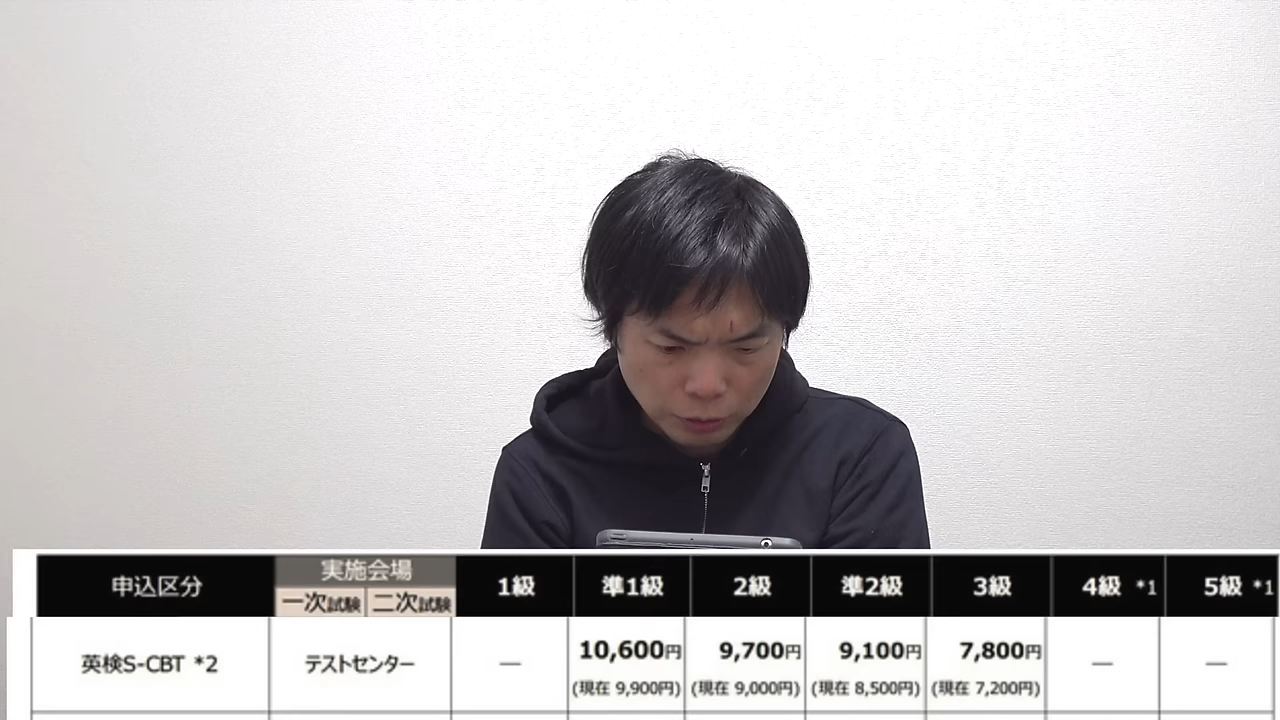 申込区分 実施会場 1級 準1級 2級 準2級 3級 4級 *1 5級 *1
一次試験 二次試験
英検S-CBT *2 テストセンター — 10,600円 9,700円 9,100円 7,800円 — —
(現在 9,900円) (現在 9,000円) (現在 8,500円) (現在 7,200円)